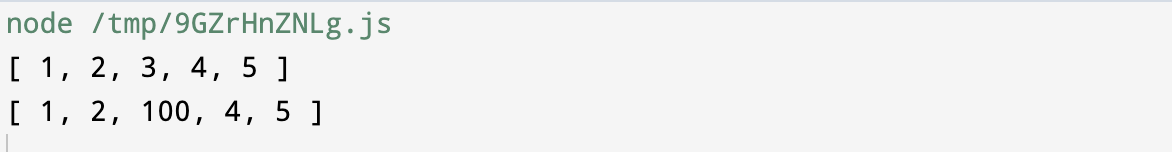 node /tmp/9GZrHnZNLg.js
[ 1, 2, 3, 4, 5 ]
[ 1, 2, 100, 4, 5 ]